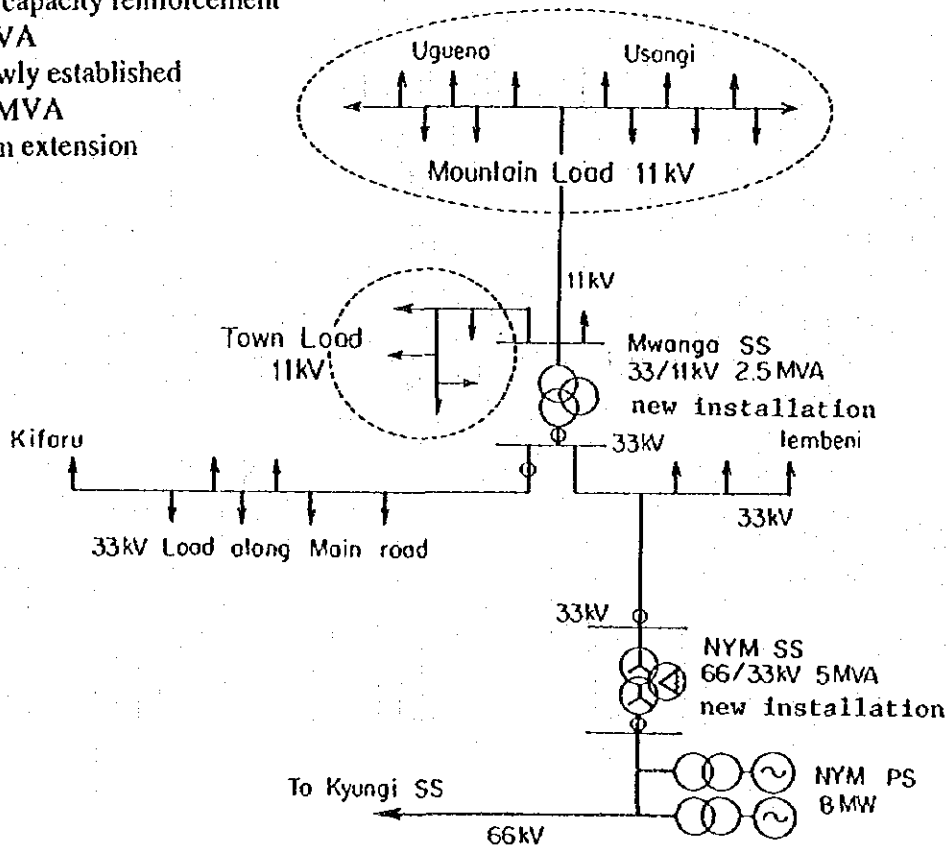 capacity reinforcement
VA
wly established
MVA
n extension
Ugueno
Usangi
Mountain Load 11kV
11kV
Town Load
11kV
Mwanga SS
33/11kV 2.5MVA
new installation
Kifaru
33kV
lembeni
33kV
33kV Load along Main road
33kV
NYM SS
66/33kV 5MVA
new installation
To Kyungi SS
NYM PS
8MW
66kV